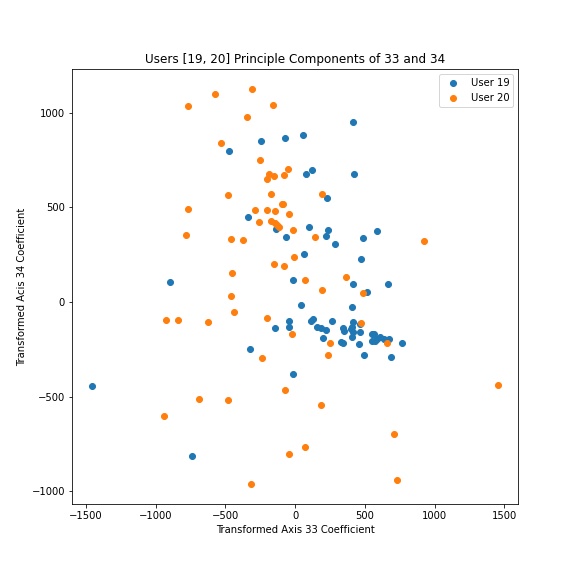 Users [19, 20] Principle Components of 33 and 34
User 19
User 20
Transformed Acis 34 Coefficient
1000
500
0
−500
−1000
−1500
−1000
−500
0
500
1000
1500
Transformed Axis 33 Coefficient